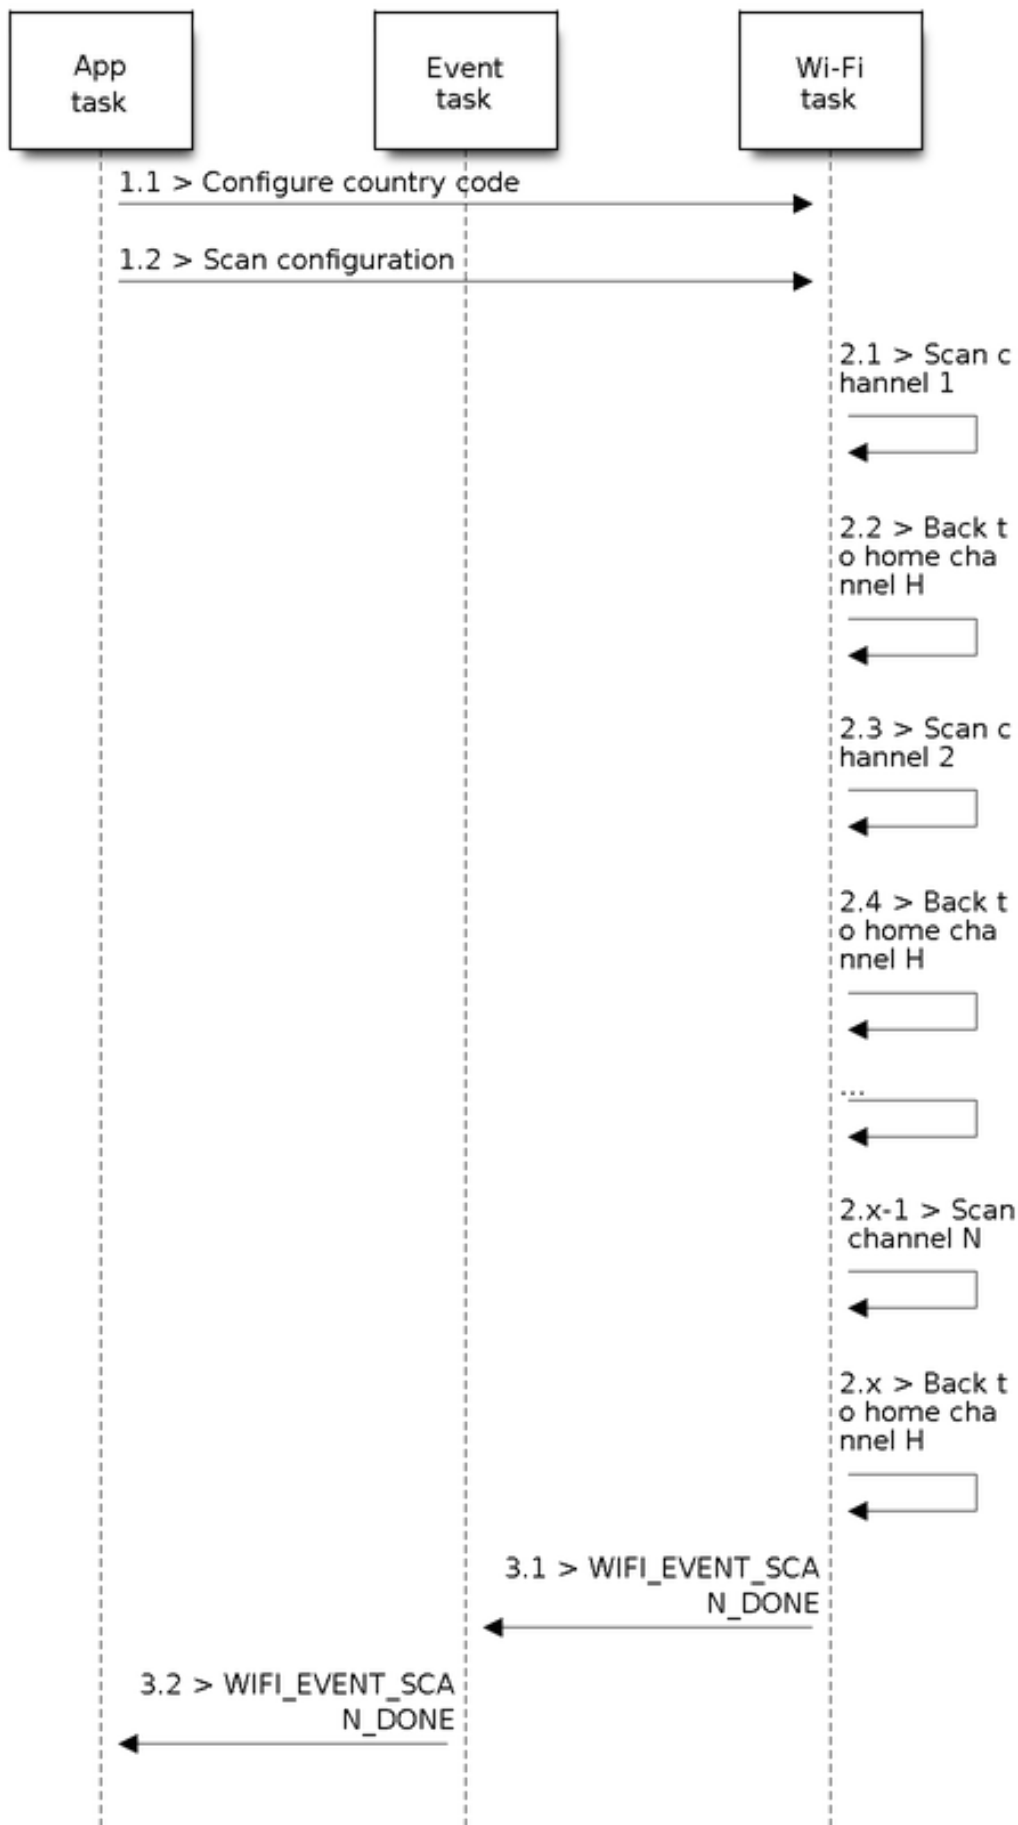 App
task
Event
task
Wi-Fi
task
1.1 > Configure country code
1.2 > Scan configuration
2.1 > Scan c
hannel 1
2.2 > Back t
o home cha
nnel H
2.3 > Scan c
hannel 2
2.4 > Back t
o home cha
nnel H
...
2.x-1 > Scan
channel N
2.x > Back t
o home cha
nnel H
3.1 > WIFI_EVENT_SCA
N_DONE
3.2 > WIFI_EVENT_SCA
N_DONE